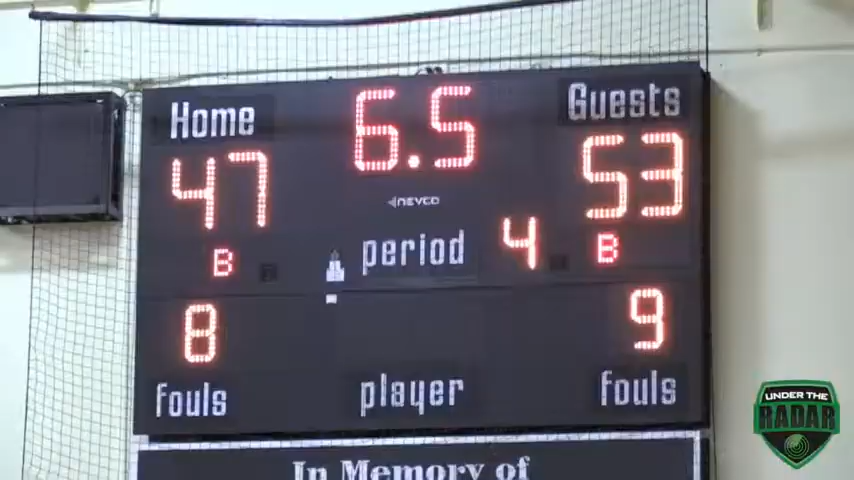 Home 6.5 Guests
47 53
NEVCO
B period 4 B
8 9
fouls player fouls
In Memory of
UNDER THE
RADAR